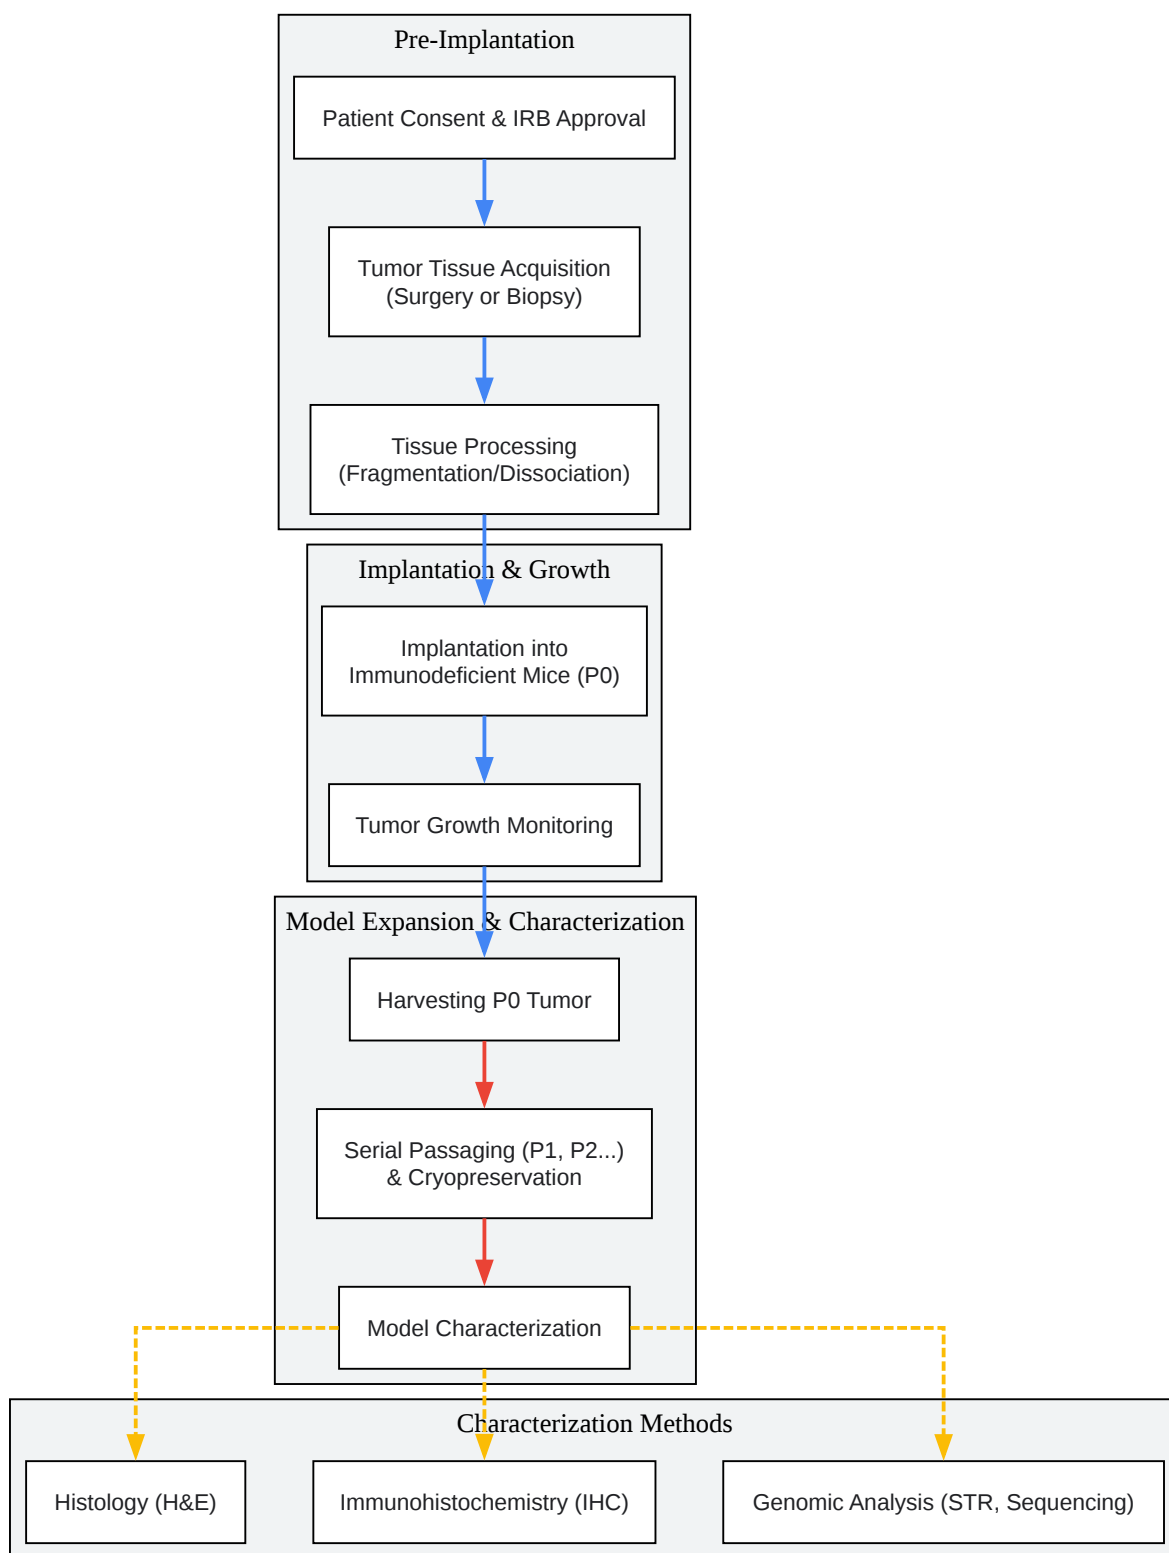 Pre-Implantation
Patient Consent & IRB Approval
Tumor Tissue Acquisition
(Surgery or Biopsy)
Tissue Processing
(Fragmentation/Dissociation)
Implantation & Growth
Implantation into
Immunodeficient Mice (P0)
Tumor Growth Monitoring
Model Expansion & Characterization
Harvesting P0 Tumor
Serial Passaging (P1, P2...)
& Cryopreservation
Model Characterization
Characterization Methods
Histology (H&E)
Immunohistochemistry (IHC)
Genomic Analysis (STR, Sequencing)